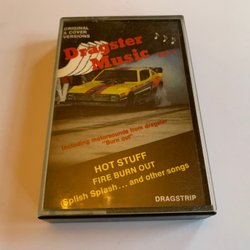 ORIGINAL
& COVER
VERSIONS
Dragster
Music
Including motorsounds from dragster
"Burn out"
HOT STUFF
FIRE BURN OUT
Splish Splash... and other songs
DRAGSTRIP